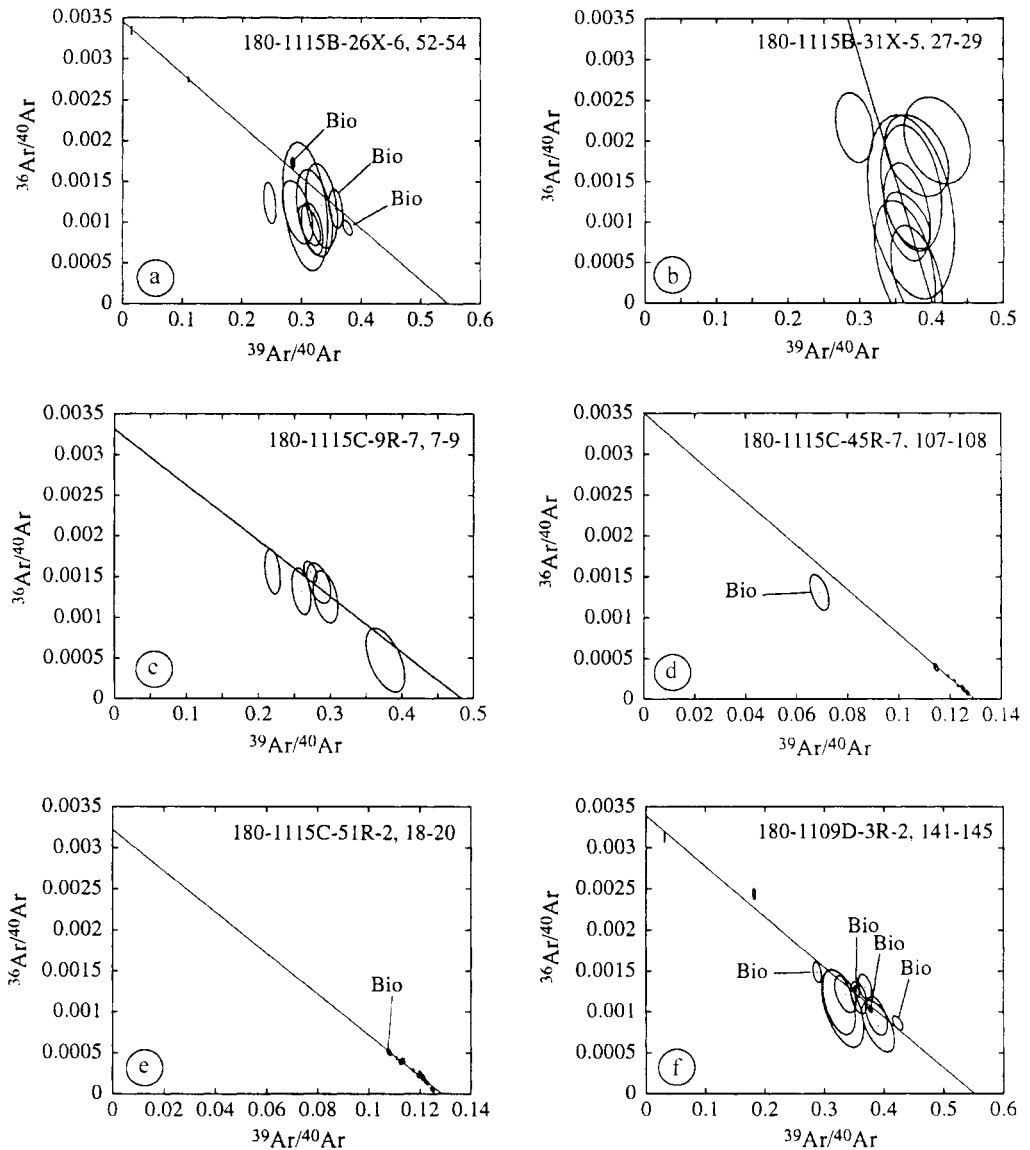 180-1115B-26X-6, 52-54
0.0035
0.003
0.0025
0.002
0.0015
0.001
0.0005
0
36Ar/40Ar
Bio
Bio
Bio
a
0 0.1 0.2 0.3 0.4 0.5 0.6
39Ar/40Ar
180-1115B-31X-5, 27-29
0.0035
0.003
0.0025
0.002
0.0015
0.001
0.0005
0
36Ar/40Ar
b
0 0.1 0.2 0.3 0.4 0.5
39Ar/40Ar
180-1115C-9R-7, 7-9
0.0035
0.003
0.0025
0.002
0.0015
0.001
0.0005
0
36Ar/40Ar
c
0 0.1 0.2 0.3 0.4 0.5
39Ar/40Ar
180-1115C-45R-7, 107-108
0.0035
0.003
0.0025
0.002
0.0015
0.001
0.0005
0
36Ar/40Ar
Bio
d
0 0.02 0.04 0.06 0.08 0.1 0.12 0.14
39Ar/40Ar
180-1115C-51R-2, 18-20
0.0035
0.003
0.0025
0.002
0.0015
0.001
0.0005
0
36Ar/40Ar
Bio
e
0 0.02 0.04 0.06 0.08 0.1 0.12 0.14
39Ar/40Ar
180-1109D-3R-2, 141-145
0.0035
0.003
0.0025
0.002
0.0015
0.001
0.0005
0
36Ar/40Ar
Bio
Bio
Bio
Bio
f
0 0.1 0.2 0.3 0.4 0.5 0.6
39Ar/40Ar